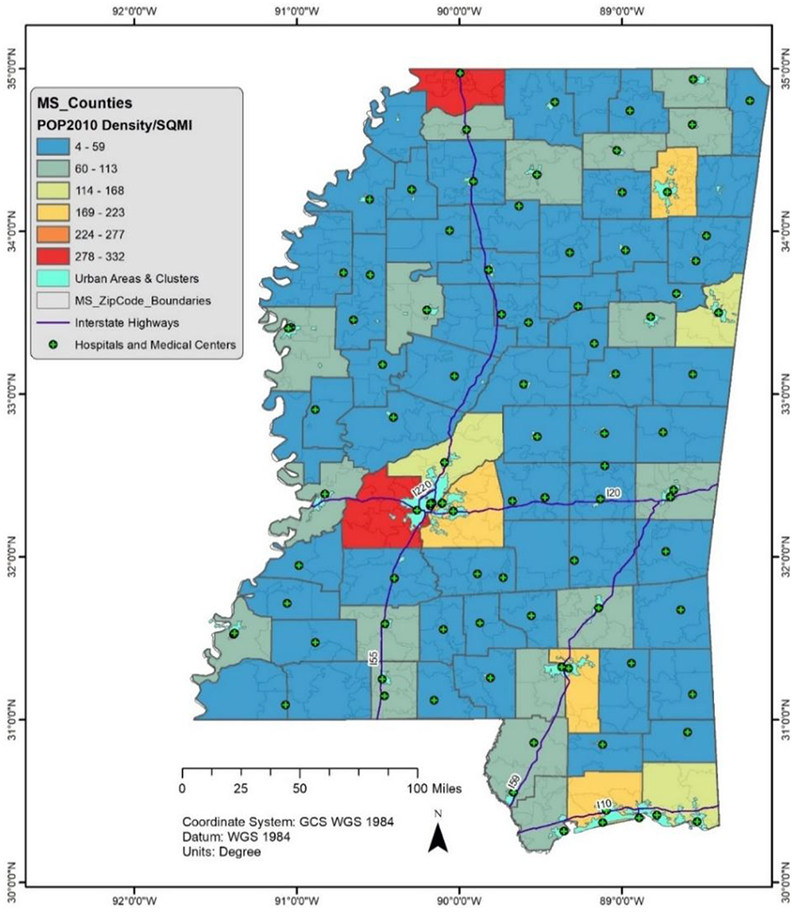 92°0'0"W 91°0'0"W 90°0'0"W 89°0'0"W
35°0'0"N 35°0'0"N
MS_Counties
POP2010 Density/SQMI
4 - 59
60 - 113
114 - 168
169 - 223
224 - 277
278 - 332
Urban Areas & Clusters
MS_ZipCode_Boundaries
Interstate Highways
Hospitals and Medical Centers
34°0'0"N 34°0'0"N
33°0'0"N 33°0'0"N
I220
I20
32°0'0"N 32°0'0"N
I55
31°0'0"N 31°0'0"N
I59
I10
0 25 50 100 Miles
N
Coordinate System: GCS WGS 1984
Datum: WGS 1984
Units: Degree
30°0'0"N 30°0'0"N
92°0'0"W 91°0'0"W 90°0'0"W 89°0'0"W